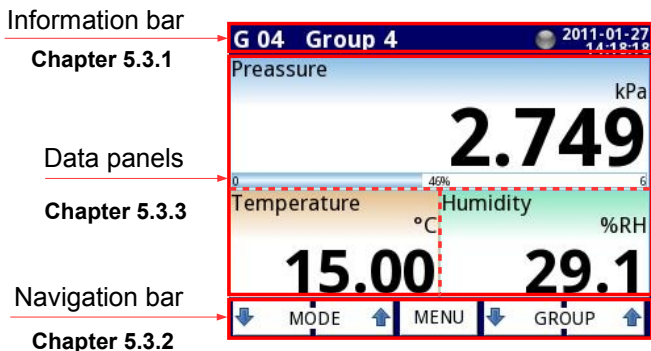 Information bar
Chapter 5.3.1
G 04 Group 4
2011-01-27
14:18:18
Preassure
kPa
2.749
0 46% 6
Data panels
Chapter 5.3.3
Temperature
°C
15.00
Humidity
%RH
29.1
Navigation bar
Chapter 5.3.2
MODE MENU GROUP